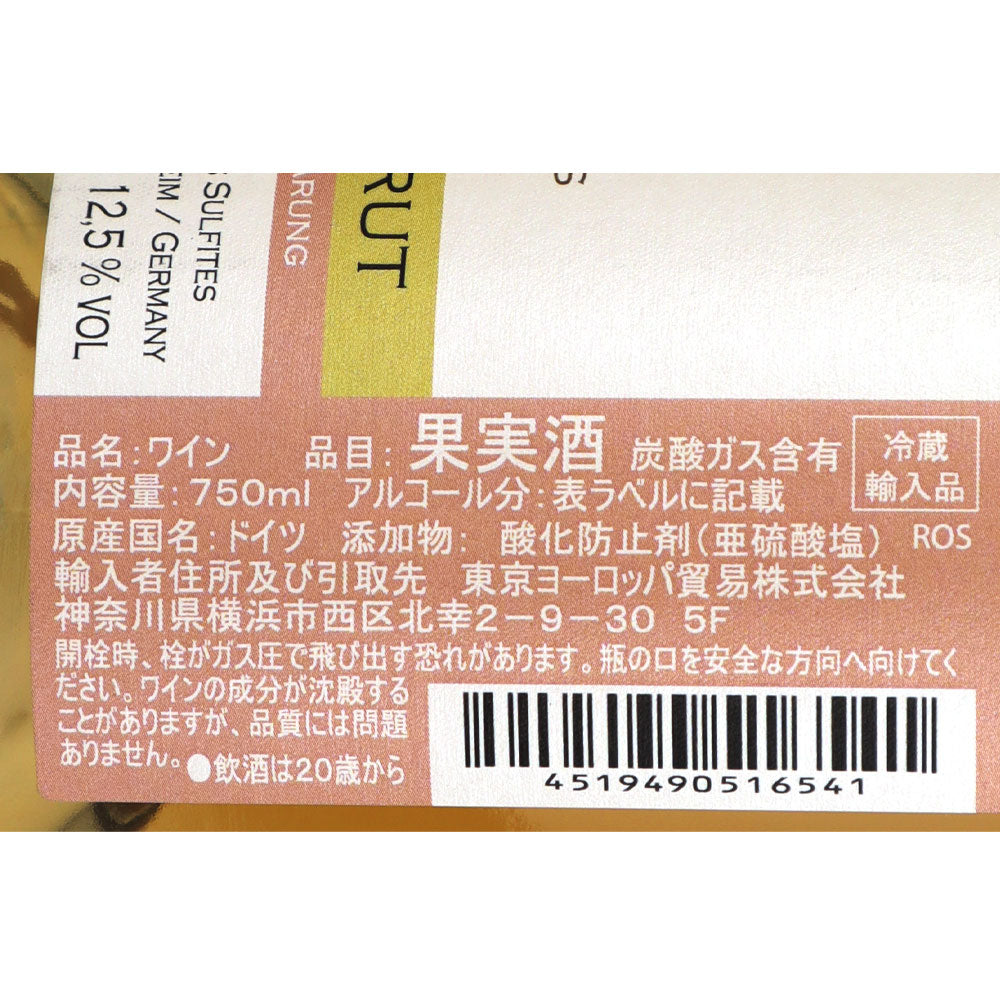 SULFITES
/ GERMANY
12,5 % VOL
品名:ワイン 品目: 果実酒 炭酸ガス含有
内容量:750ml アルコール分:表ラベルに記載
冷蔵
輸入品
原産国名:ドイツ 添加物: 酸化防止剤(亜硫酸塩) ROS
輸入者住所及び引取先 東京ヨーロッパ貿易株式会社
神奈川県横浜市西区北幸2-9-30 5F
開栓時、栓がガス圧で飛び出す恐れがあります。瓶の口を安全な方向へ向けてく
ださい。ワインの成分が沈殿する
ことがありますが、品質には問題
ありません。●飲酒は20歳から
4519490516541